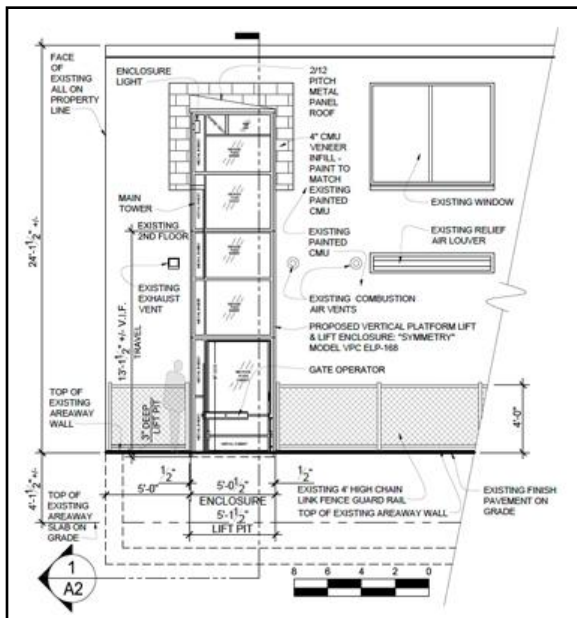 FACE
OF
EXISTING
ALL ON
PROPERTY
LINE
ENCLOSURE
LIGHT
2/12
PITCH
METAL
PANEL
ROOF
4" CMU
VENEER
INFILL -
PAINT TO
MATCH
EXISTING
PAINTED
CMU
EXISTING
PAINTED
CMU
EXISTING WINDOW
EXISTING RELIEF
AIR LOUVER
MAIN
TOWER
EXISTING
2ND FLOOR
EXISTING
EXHAUST
VENT
EXISTING COMBUSTION
AIR VENTS
PROPOSED VERTICAL PLATFORM LIFT
& LIFT ENCLOSURE: "SYMMETRY"
MODEL VPC ELP-168
GATE OPERATOR
24'-1 1/2" +/-
13'-1 1/2" +/- V.I.F.
TRAVEL
3" DEEP
LIFT PIT
TOP OF
EXISTING
AREAWAY
WALL
4'-0"
4'-1 1/2" +/-
TOP OF
EXISTING
AREAWAY
SLAB ON
GRADE
1/2"
1/2"
5'-0"
5'-0 1/2"
ENCLOSURE
5'-1 1/2"
LIFT PIT
EXISTING 4' HIGH CHAIN
LINK FENCE GUARD RAIL
TOP OF EXISTING AREAWAY WALL
EXISTING FINISH
PAVEMENT ON
GRADE
1
A2
8 6 4 2 0